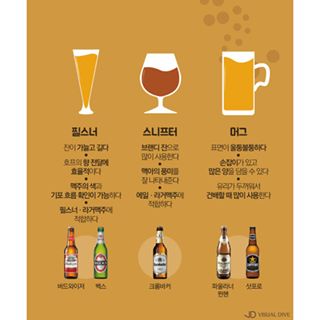 필스너
잔이 가늘고 길다
호프의 향 전달에
효율적이다
맥주의 색과
기포 흐름 확인이 가능하다
필스너·라거맥주에
적합하다
스니프터
브랜디 잔으로
많이 사용한다
맥아의 풍미를
잘 나타내준다
에일·라거맥주에
적합하다
머그
표면이 울퉁불퉁하다
손잡이가 있고
많은 양을 담을 수 있다
유리가 두꺼워서
건배할 때 많이 사용한다
버드와이저
벡스
크롬바커
파울라너
삿포로
VISUAL DIVE